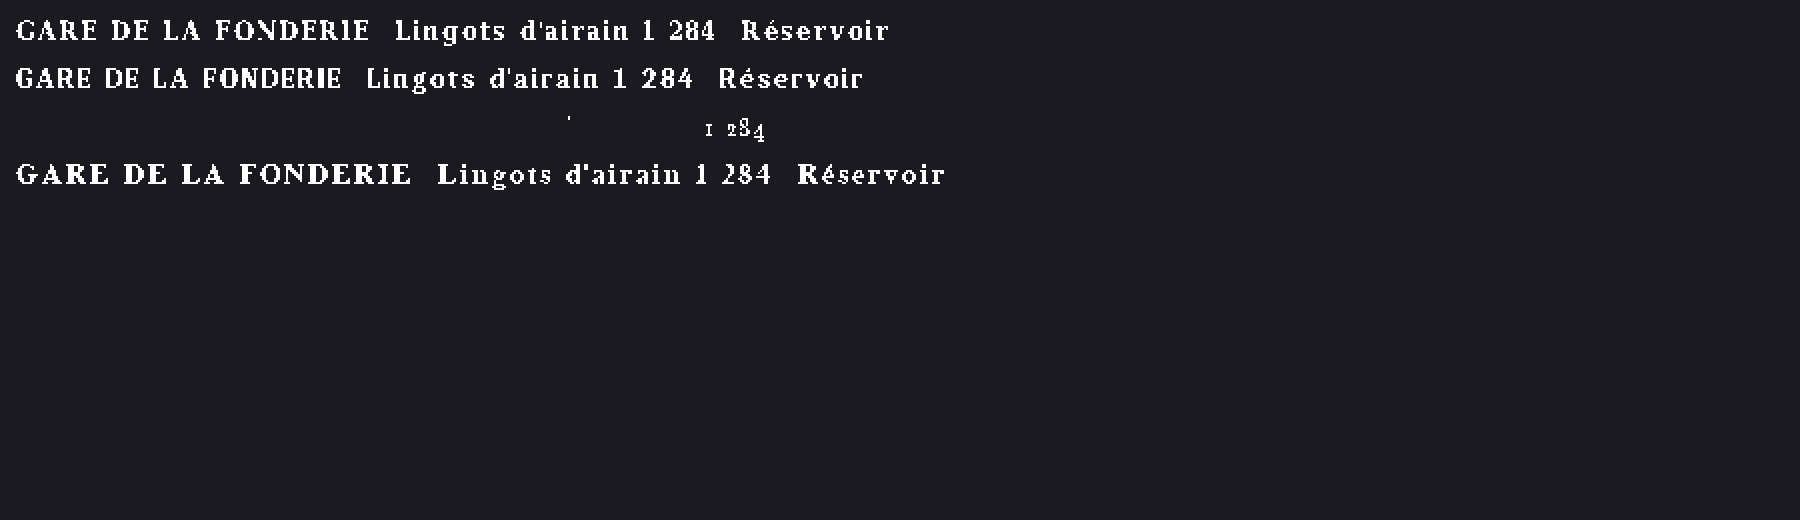 GARE DE LA FONDERIE Lingots d'airain 1 284 Réservoir
GARE DE LA FONDERIE Lingots d'airain 1 284 Réservoir
' 1 284
GARE DE LA FONDERIE Lingots d'airain 1 284 Réservoir